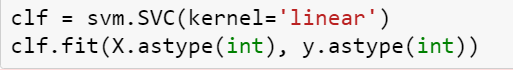 clf = svm.SVC(kernel='linear')
clf.fit(X.astype(int), y.astype(int))